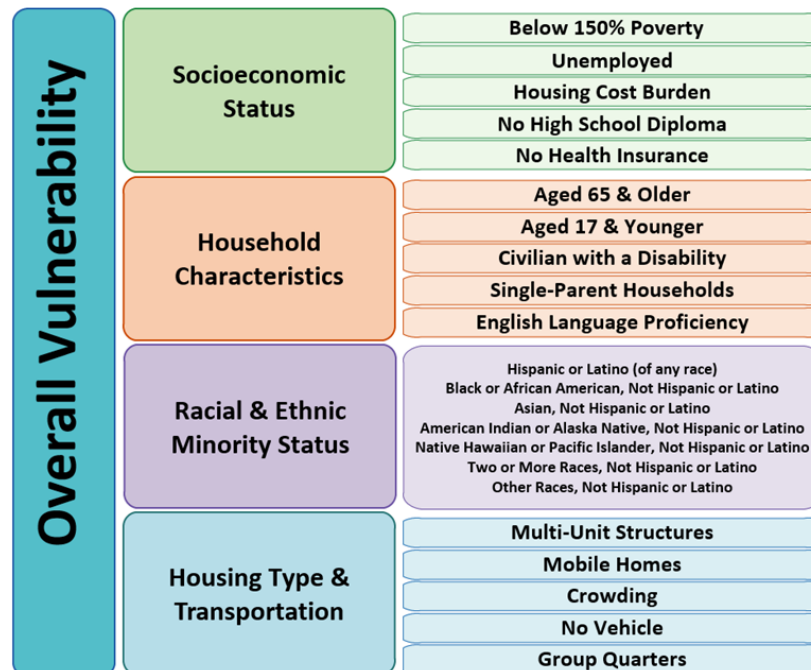 Overall Vulnerability
Socioeconomic
Status
Below 150% Poverty
Unemployed
Housing Cost Burden
No High School Diploma
No Health Insurance
Household
Characteristics
Aged 65 & Older
Aged 17 & Younger
Civilian with a Disability
Single-Parent Households
English Language Proficiency
Racial & Ethnic
Minority Status
Hispanic or Latino (of any race)
Black or African American, Not Hispanic or Latino
Asian, Not Hispanic or Latino
American Indian or Alaska Native, Not Hispanic or Latino
Native Hawaiian or Pacific Islander, Not Hispanic or Latino
Two or More Races, Not Hispanic or Latino
Other Races, Not Hispanic or Latino
Housing Type &
Transportation
Multi-Unit Structures
Mobile Homes
Crowding
No Vehicle
Group Quarters